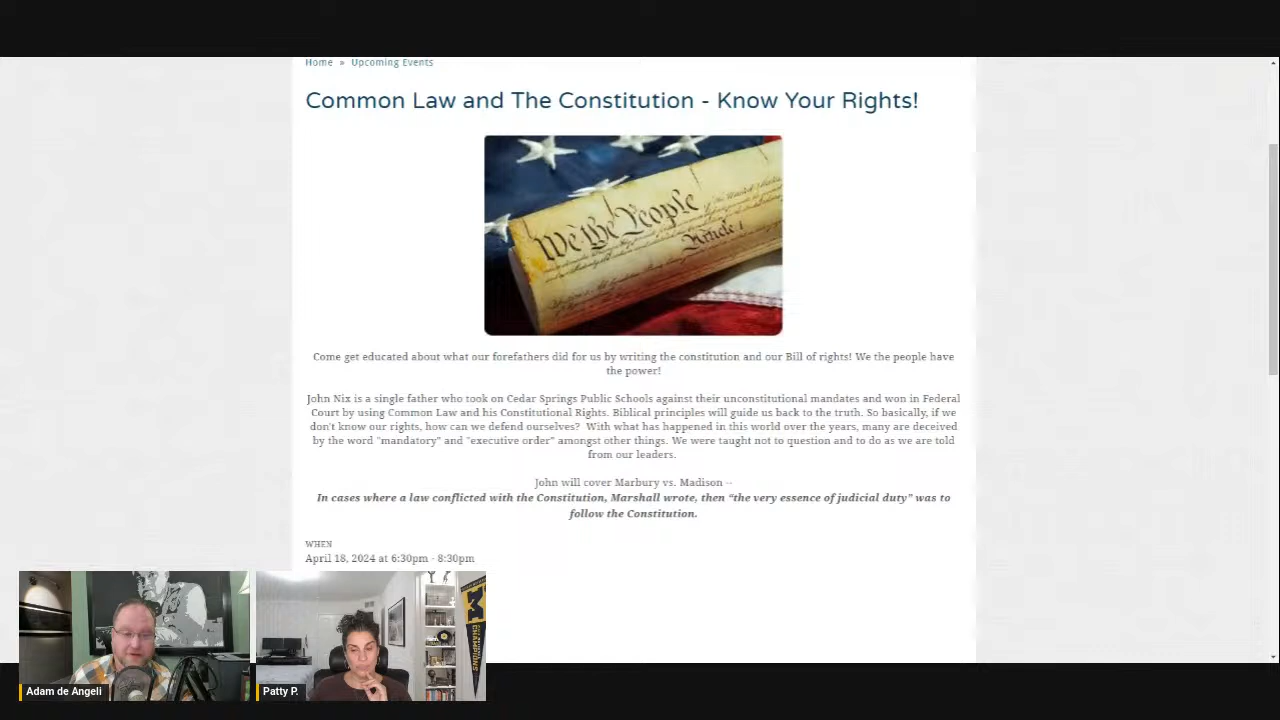 Home » Upcoming Events
Common Law and The Constitution - Know Your Rights!
We the People
Article 1
Come get educated about what our forefathers did for us by writing the constitution and our Bill of rights! We the people have
the power!
John Nix is a single father who took on Cedar Springs Public Schools against their unconstitutional mandates and won in Federal
Court by using Common Law and his Constitutional Rights. Biblical principles will guide us back to the truth. So basically, if we
don't know our rights, how can we defend ourselves? With what has happened in this world over the years, many are deceived
by the word "mandatory" and "executive order" amongst other things. We were taught not to question and to do as we are told
from our leaders.
John will cover Marbury vs. Madison --
In cases where a law conflicted with the Constitution, Marshall wrote, then “the very essence of judicial duty” was to
follow the Constitution.
WHEN
April 18, 2024 at 6:30pm - 8:30pm
CHAMPIONS
Adam de Angeli
Patty P.